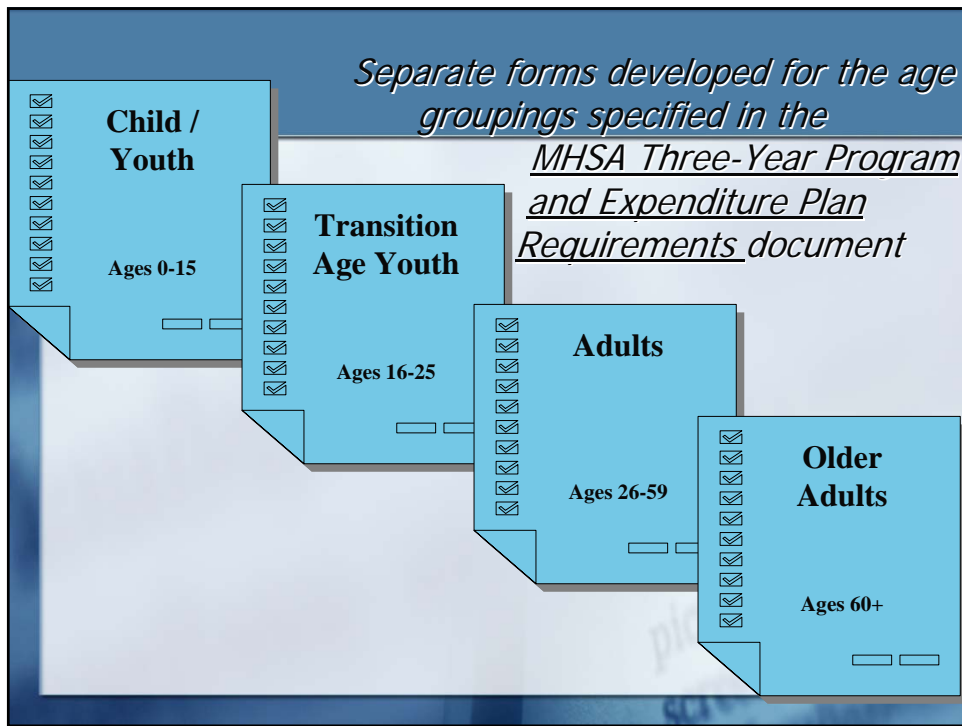 Separate forms developed for the age
groupings specified in the
MHSA Three-Year Program
and Expenditure Plan
Requirements document
Child /
Youth
Ages 0-15
Transition
Age Youth
Ages 16-25
Adults
Ages 26-59
Older
Adults
Ages 60+